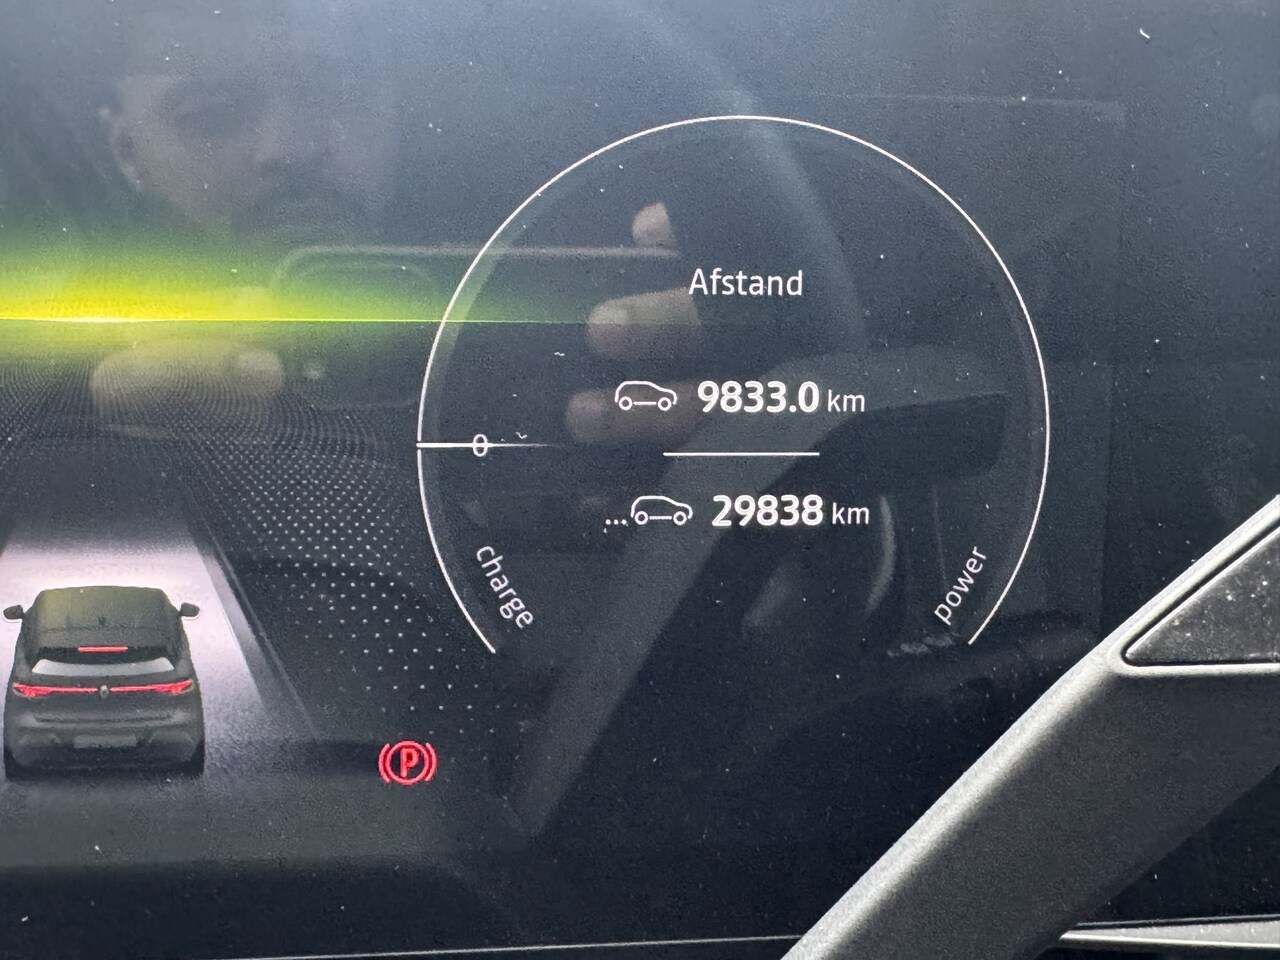 Afstand
9833.0 km
0
...29838 km
charge
power
P